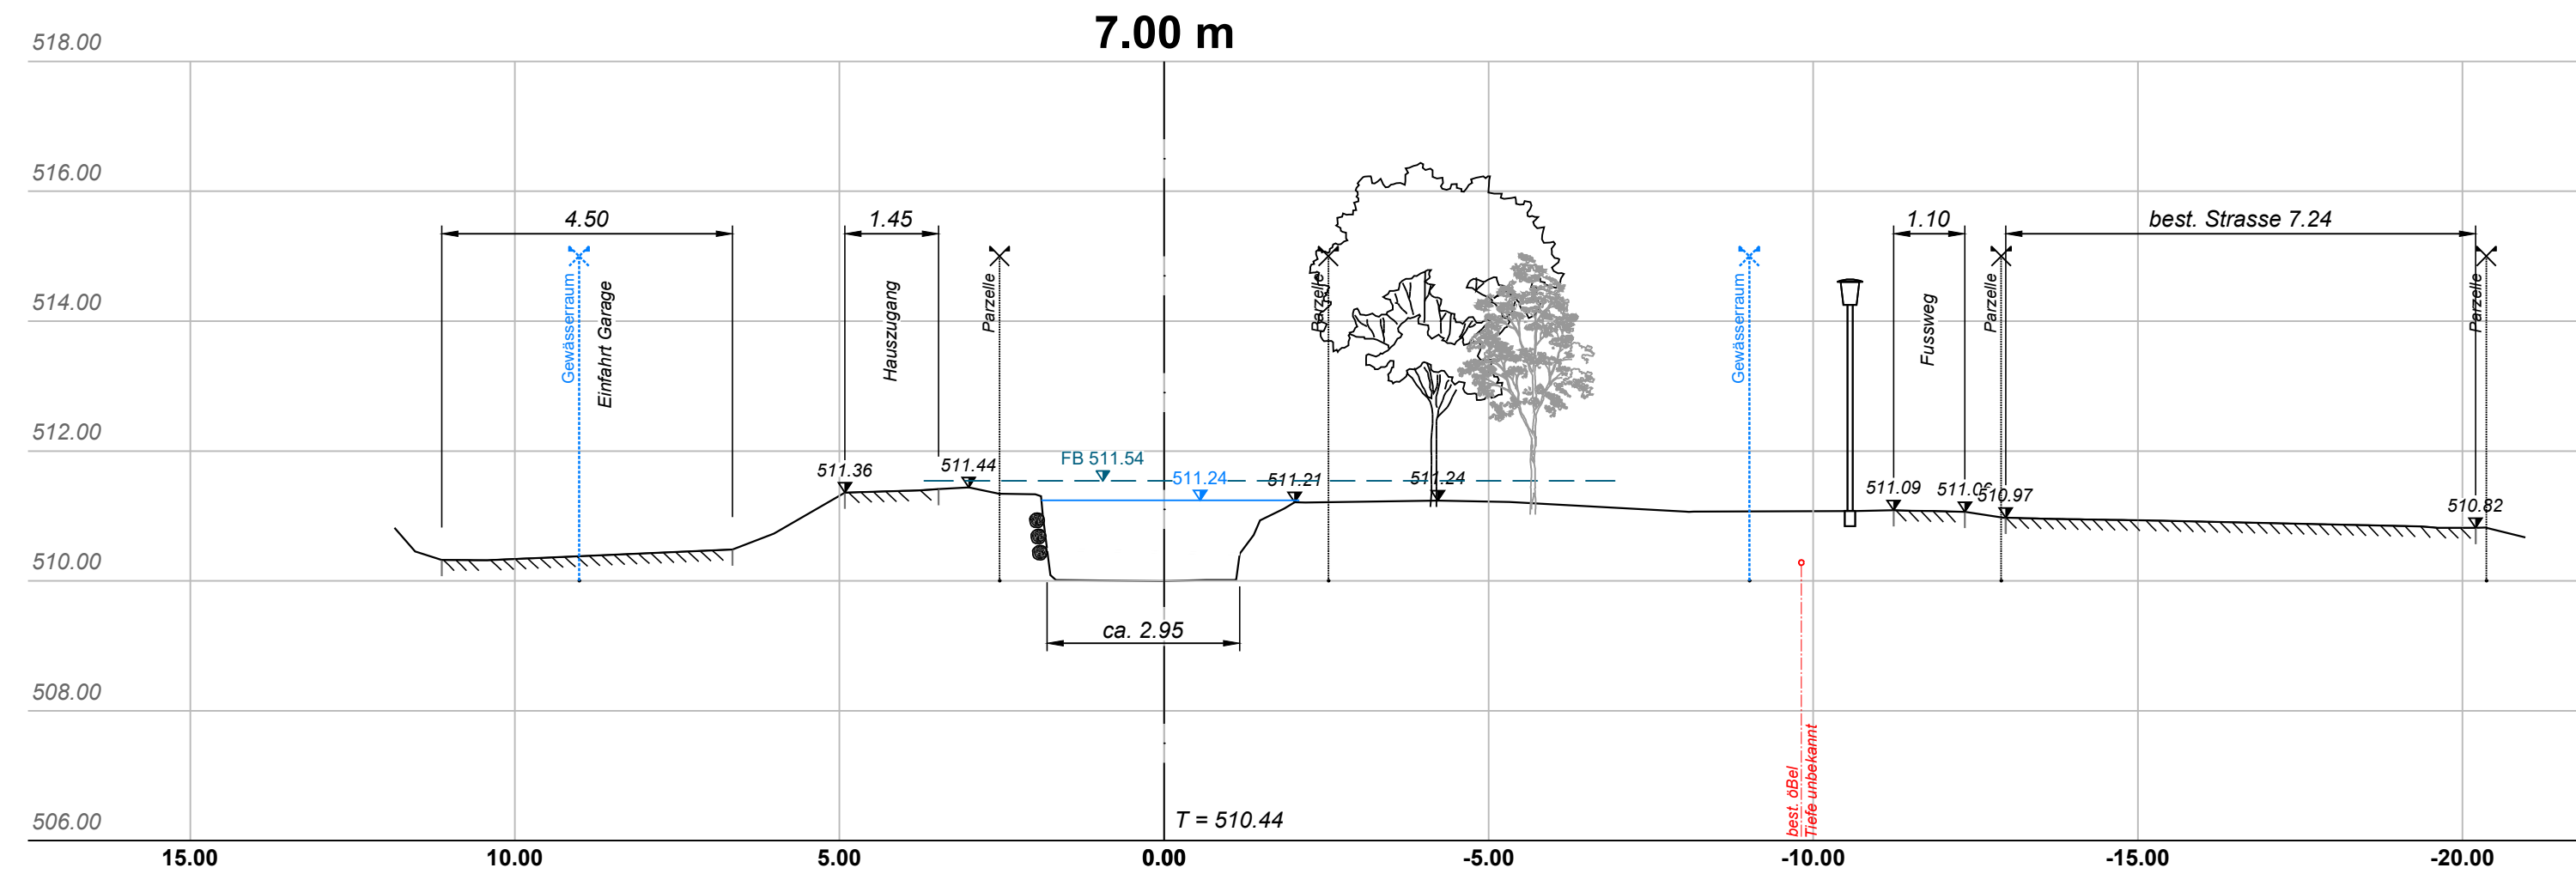 7.00 m
518.00
516.00
514.00
512.00
510.00
508.00
506.00
4.50
1.45
1.10
best. Strasse 7.24
Gewässerraum
Einfahrt Garage
Hauszugang
Parzelle
Parzelle
Gewässerraum
Fussweg
Parzelle
Parzelle
511.36
511.44
FB 511.54
511.24
511.21
511.24
511.09
511.06
510.97
510.82
ca. 2.95
best. öBel
Tiefe unbekannt
T = 510.44
15.00
10.00
5.00
0.00
-5.00
-10.00
-15.00
-20.00